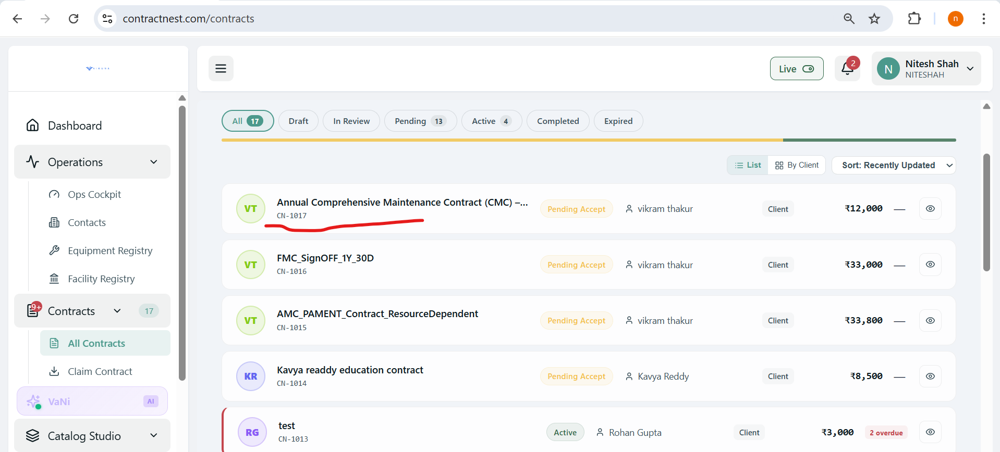 contractnest.com/contracts
n
Live
2
N
Nitesh Shah
NITESHAH
Dashboard
Operations
Ops Cockpit
Contacts
Equipment Registry
Facility Registry
9+
Contracts
17
All Contracts
Claim Contract
VaNi
AI
Catalog Studio
All 17
Draft
In Review
Pending 13
Active 4
Completed
Expired
List
By Client
Sort: Recently Updated
VT
Annual Comprehensive Maintenance Contract (CMC) –...
CN-1017
Pending Accept
vikram thakur
Client
₹12,000 —
VT
FMC_SignOFF_1Y_30D
CN-1016
Pending Accept
vikram thakur
Client
₹33,000 —
VT
AMC_PAMENT_Contract_ResourceDependent
CN-1015
Pending Accept
vikram thakur
Client
₹33,800 —
KR
Kavya readdy education contract
CN-1014
Pending Accept
Kavya Reddy
Client
₹8,500 —
RG
test
CN-1013
Active
Rohan Gupta
Client
₹3,000
2 overdue